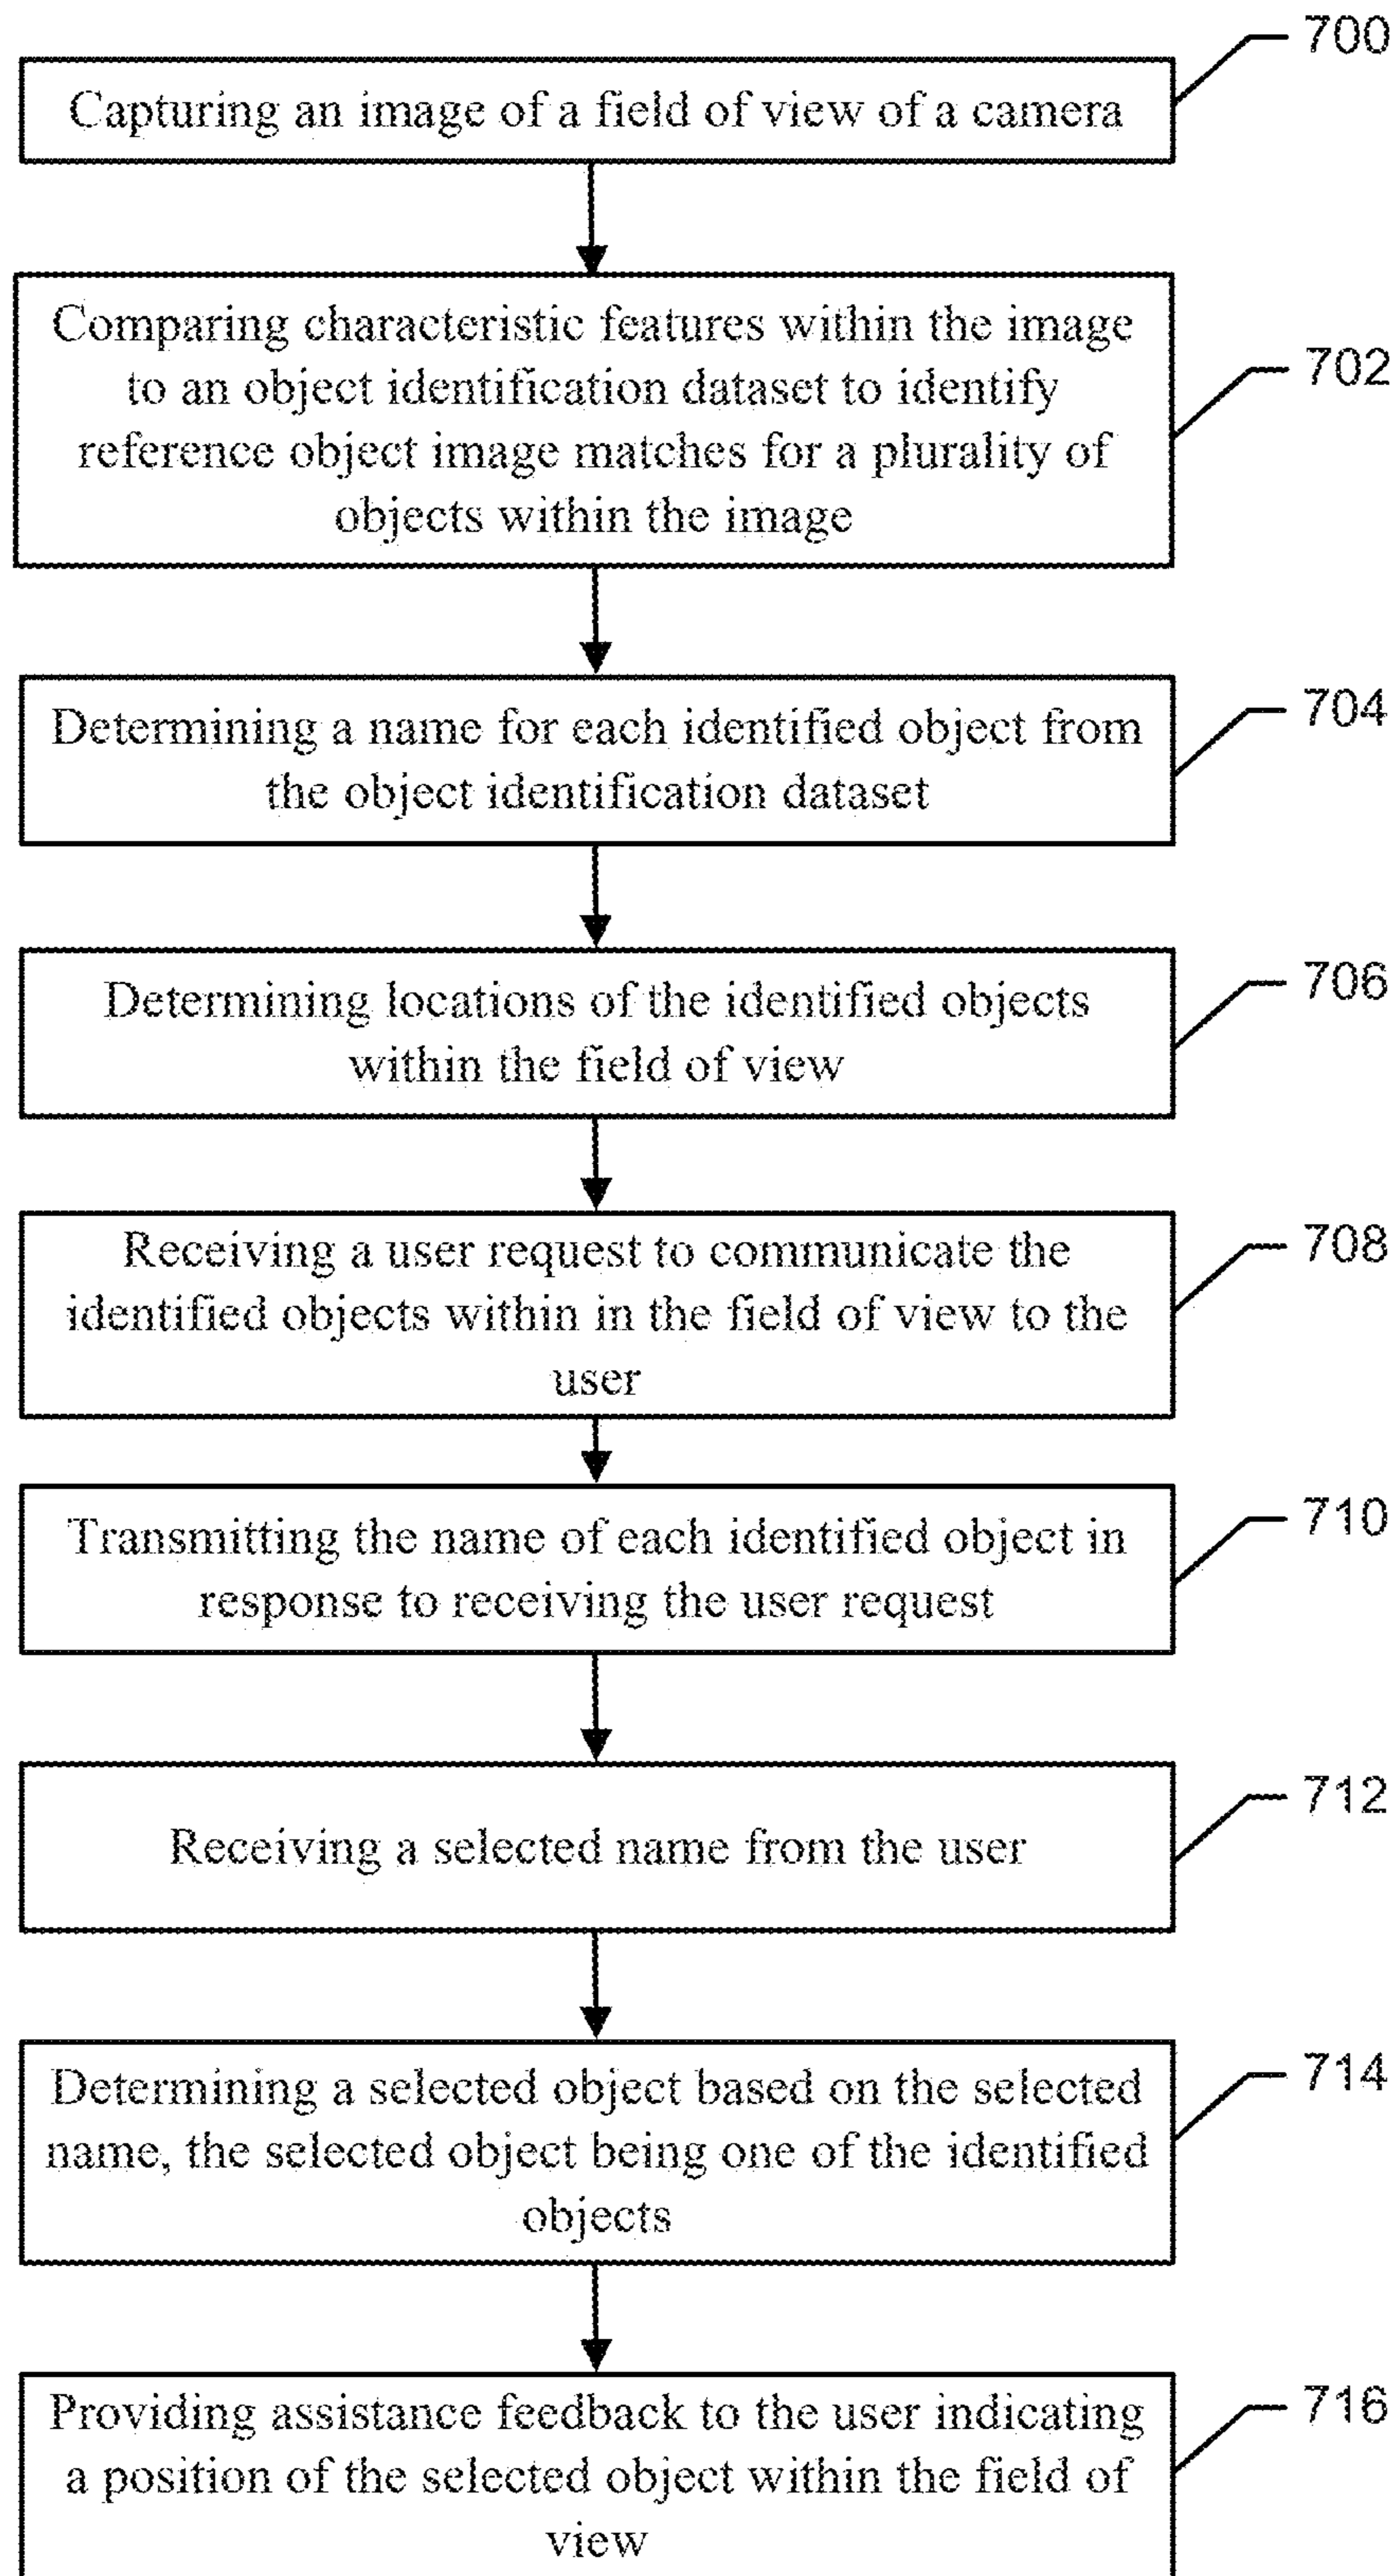 700
Capturing an image of a field of view of a camera
Comparing characteristic features within the image
to an object identification dataset to identify
reference object image matches for a plurality of
objects within the image
702
Determining a name for each identified object from
the object identification dataset
704
Determining locations of the identified objects
within the field of view
706
Receiving a user request to communicate the
identified objects within in the field of view to the
user
708
Transmitting the name of each identified object in
response to receiving the user request
710
Receiving a selected name from the user
712
Determining a selected object based on the selected
name, the selected object being one of the identified
objects
714
Providing assistance feedback to the user indicating
a position of the selected object within the field of
view
716